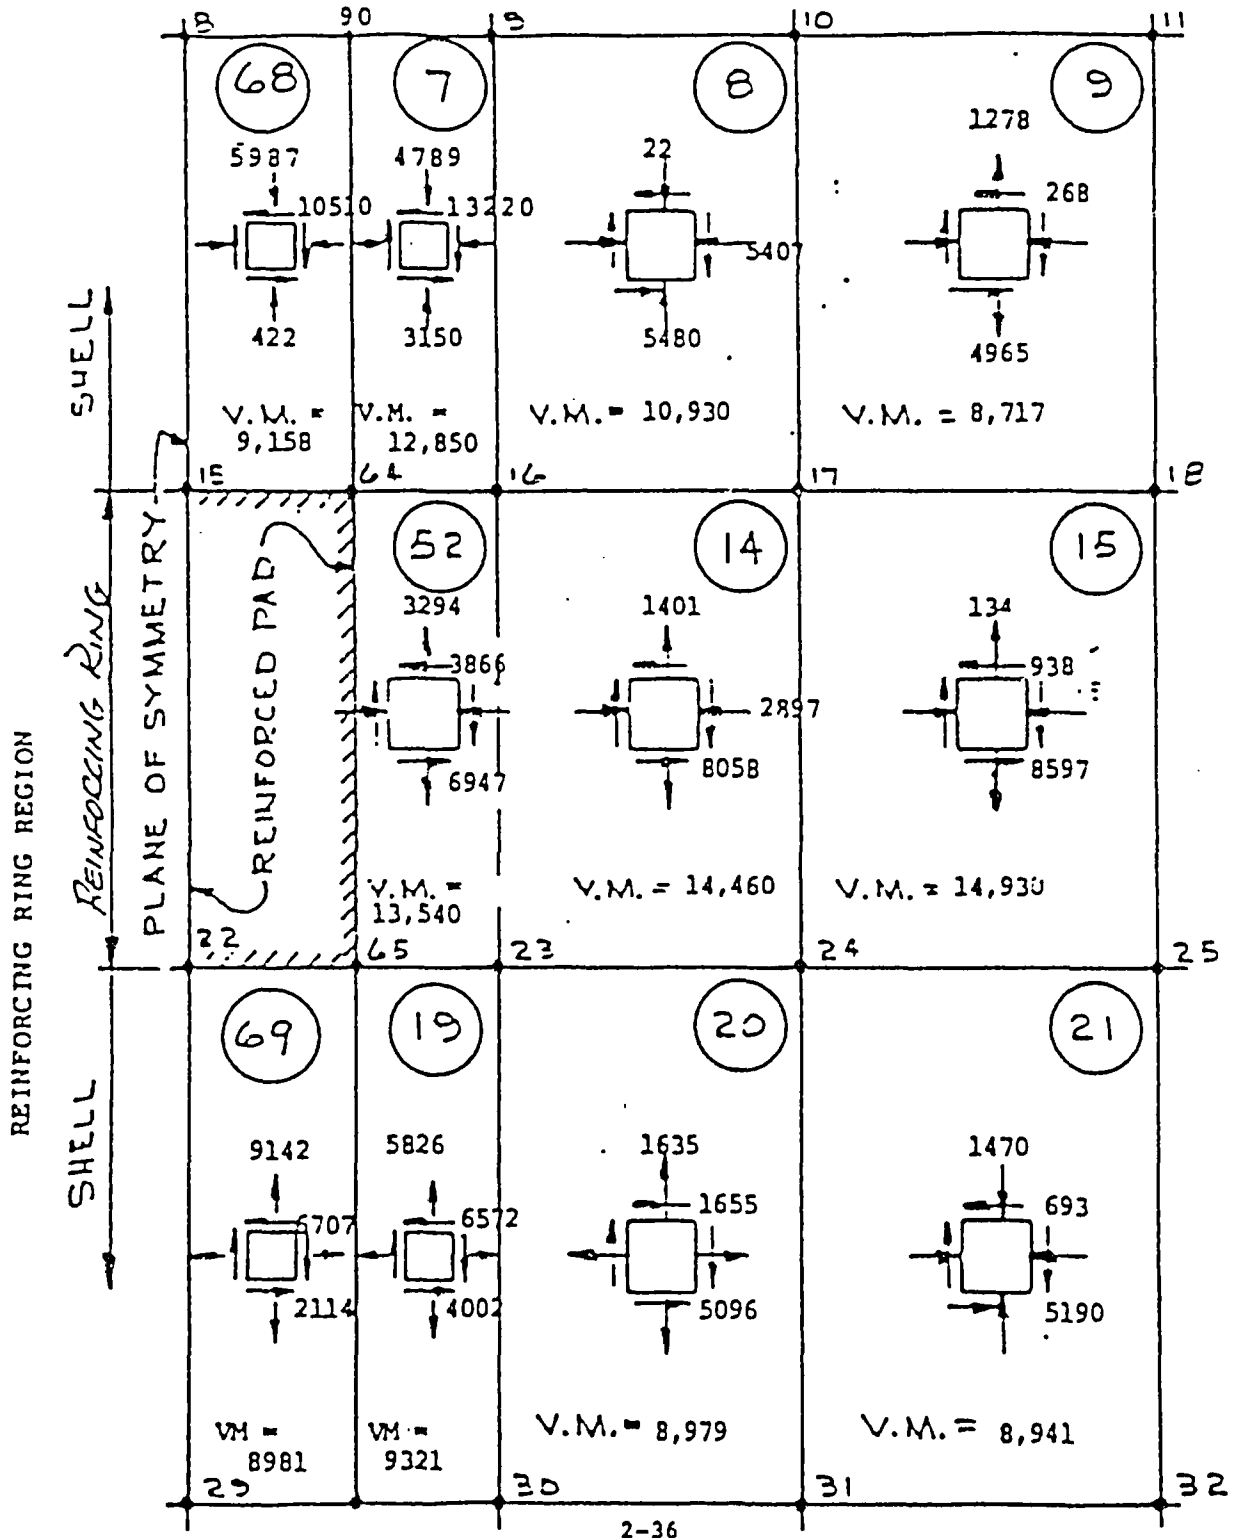 8 90 9 10 11
68 7 8 9
5987 4789 22 1278
10510 13220 5407 268
422 3150 5480 4965
V.M. = 9,158
V.M. = 12,850
V.M. = 10,930
V.M. = 8,717
15 64 16 17 18
52 14 15
3294 1401 134
3866 2897 938
6947 8058 8597
V.M. = 13,540
V.M. = 14,460
V.M. = 14,930
22 65 23 24 25
69 19 20 21
9142 5826 1635 1470
6707 6572 1655 693
2114 4002 5096 5190
VM = 8981
VM = 9321
V.M. = 8,979
V.M. = 8,941
29 30 31 32
SHELL
REINFORCING RING
SHELL
PLANE OF SYMMETRY
REINFORCED PAD
REINFORCING RING REGION
2-36